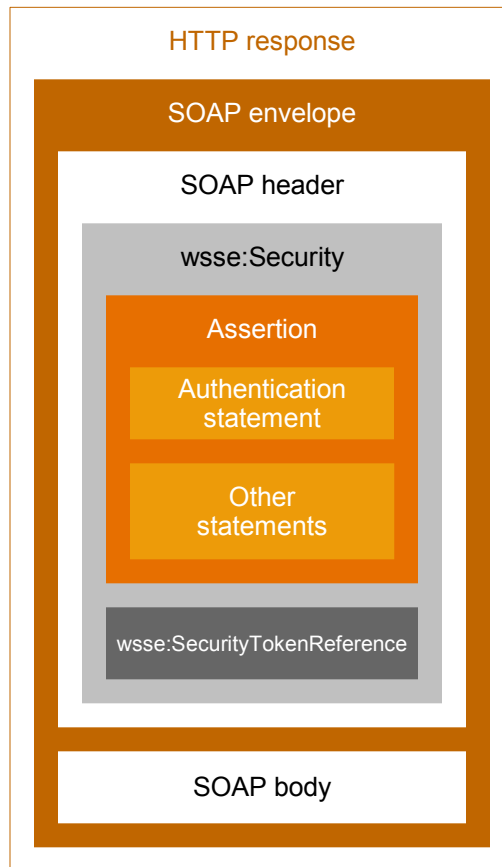 HTTP response
SOAP envelope
SOAP header
wsse:Security
Assertion
Authentication
statement
Other
statements
wsse:SecurityTokenReference
SOAP body